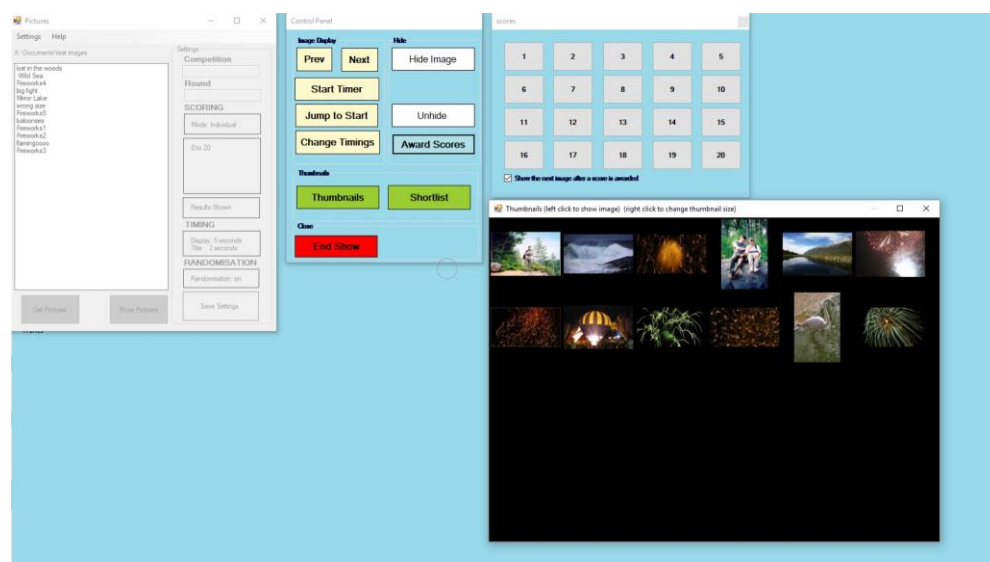 Pictures
Settings Help
X:\Documents\test images
lost in the woods
Wild Sea
Fireworks4
big fight
Mirror Lake
wrong size
Fireworks5
baloonses
Fireworks1
Fireworks2
flamingoooo
Fireworks3
Get Pictures
Show Pictures
Settings
Competition
Round
SCORING
Mode: Individual
0 to 20
Results Shown
TIMING
Display: 5 seconds
Title : 2 seconds
RANDOMISATION
Randomisation: on
Save Settings
Control Panel
Image Display
Prev Next
Start Timer
Jump to Start
Change Timings
Hide
Hide Image
Unhide
Award Scores
Thumbnails
Thumbnails Shortlist
Close
End Show
scores
1 2 3 4 5
6 7 8 9 10
11 12 13 14 15
16 17 18 19 20
Show the next image after a score is awarded
Thumbnails (left click to show image) (right click to change thumbnail size)